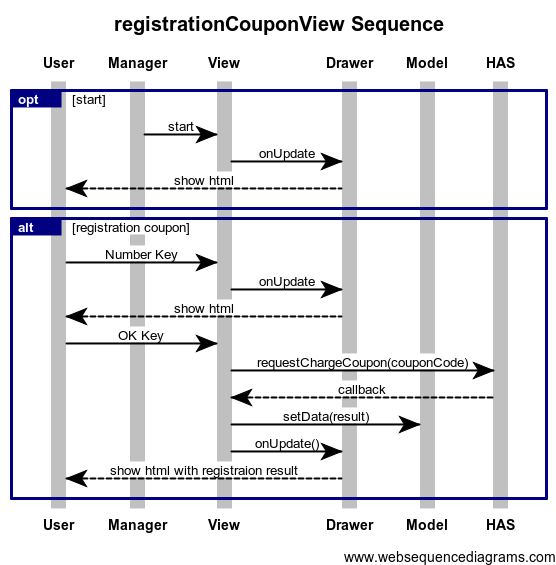 registrationCouponView Sequence
User Manager View Drawer Model HAS
opt [start]
start
onUpdate
show html
alt [registration coupon]
Number Key
onUpdate
show html
OK Key
requestChargeCoupon(couponCode)
callback
setData(result)
onUpdate()
show html with registraion result
User Manager View Drawer Model HAS
www.websequencediagrams.com